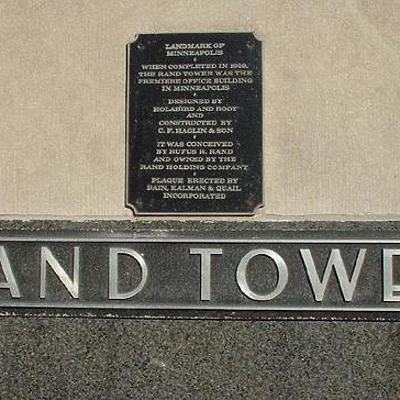 LANDMARK OF
MINNEAPOLIS
WHEN COMPLETED IN 1929,
THE RAND TOWER WAS THE
PREMIERE OFFICE BUILDING
IN MINNEAPOLIS
DESIGNED BY
HOLABIRD AND ROOT
AND
CONSTRUCTED BY
C. F. HAGLIN & SON
IT WAS CONCEIVED
BY RUFUS R. RAND
AND OWNED BY THE
RAND HOLDING COMPANY
PLAQUE ERECTED BY
DAIN, KALMAN & QUAIL
INCORPORATED
AND TOWE